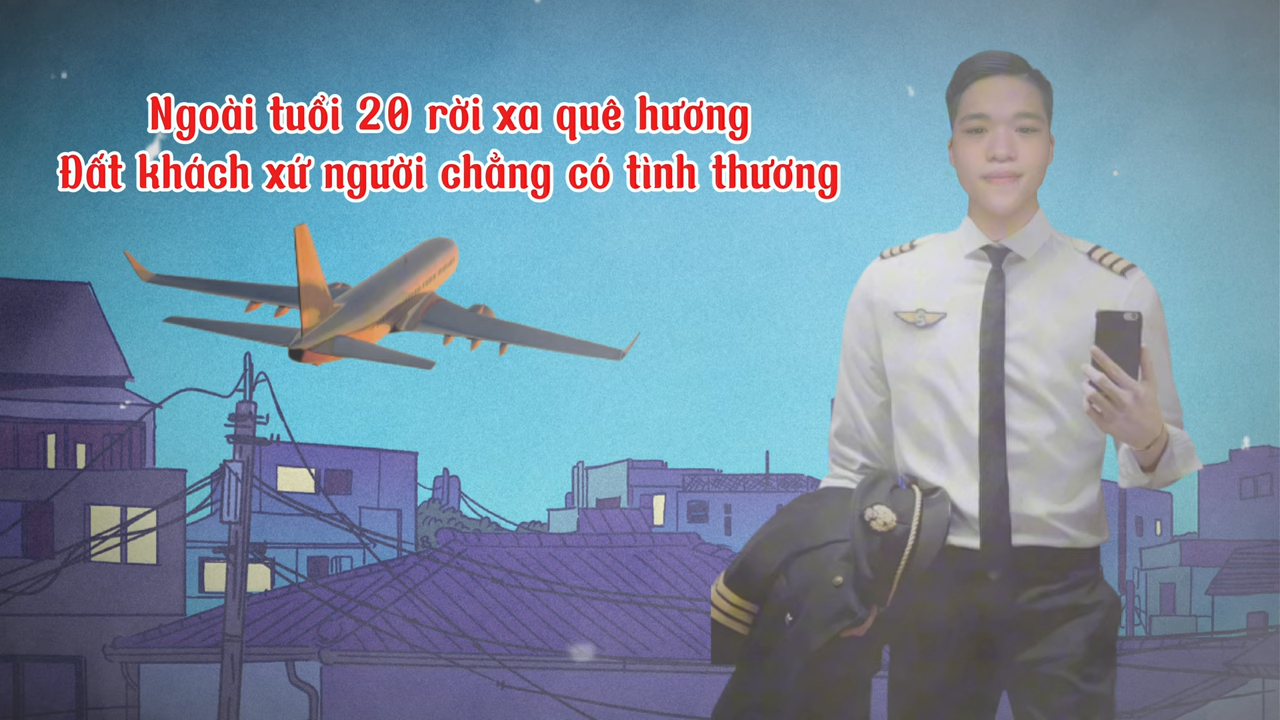 Ngoài tuổi 20 rời xa quê hương
Đất khách xứ người chẳng có tình thương